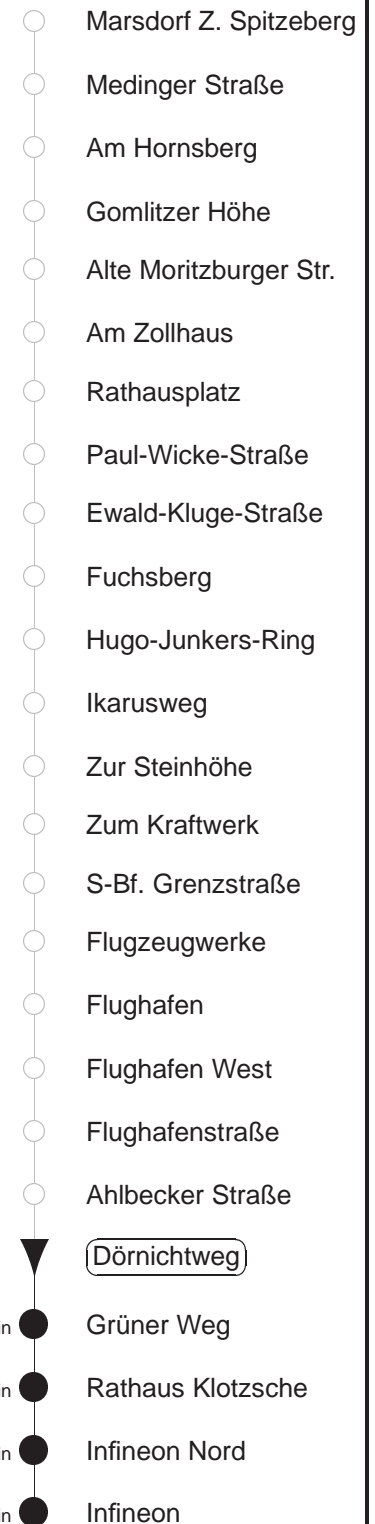 Marsdorf Z. Spitzeberg
Medinger Straße
Am Hornsberg
Gomlitzer Höhe
Alte Moritzburger Str.
Am Zollhaus
Rathausplatz
Paul-Wicke-Straße
Ewald-Kluge-Straße
Fuchsberg
Hugo-Junkers-Ring
Ikarusweg
Zur Steinhöhe
Zum Kraftwerk
S-Bf. Grenzstraße
Flugzeugwerke
Flughafen
Flughafen West
Flughafenstraße
Ahlbecker Straße
Dörnichtweg
Grüner Weg
Rathaus Klotzsche
Infineon Nord
Infineon